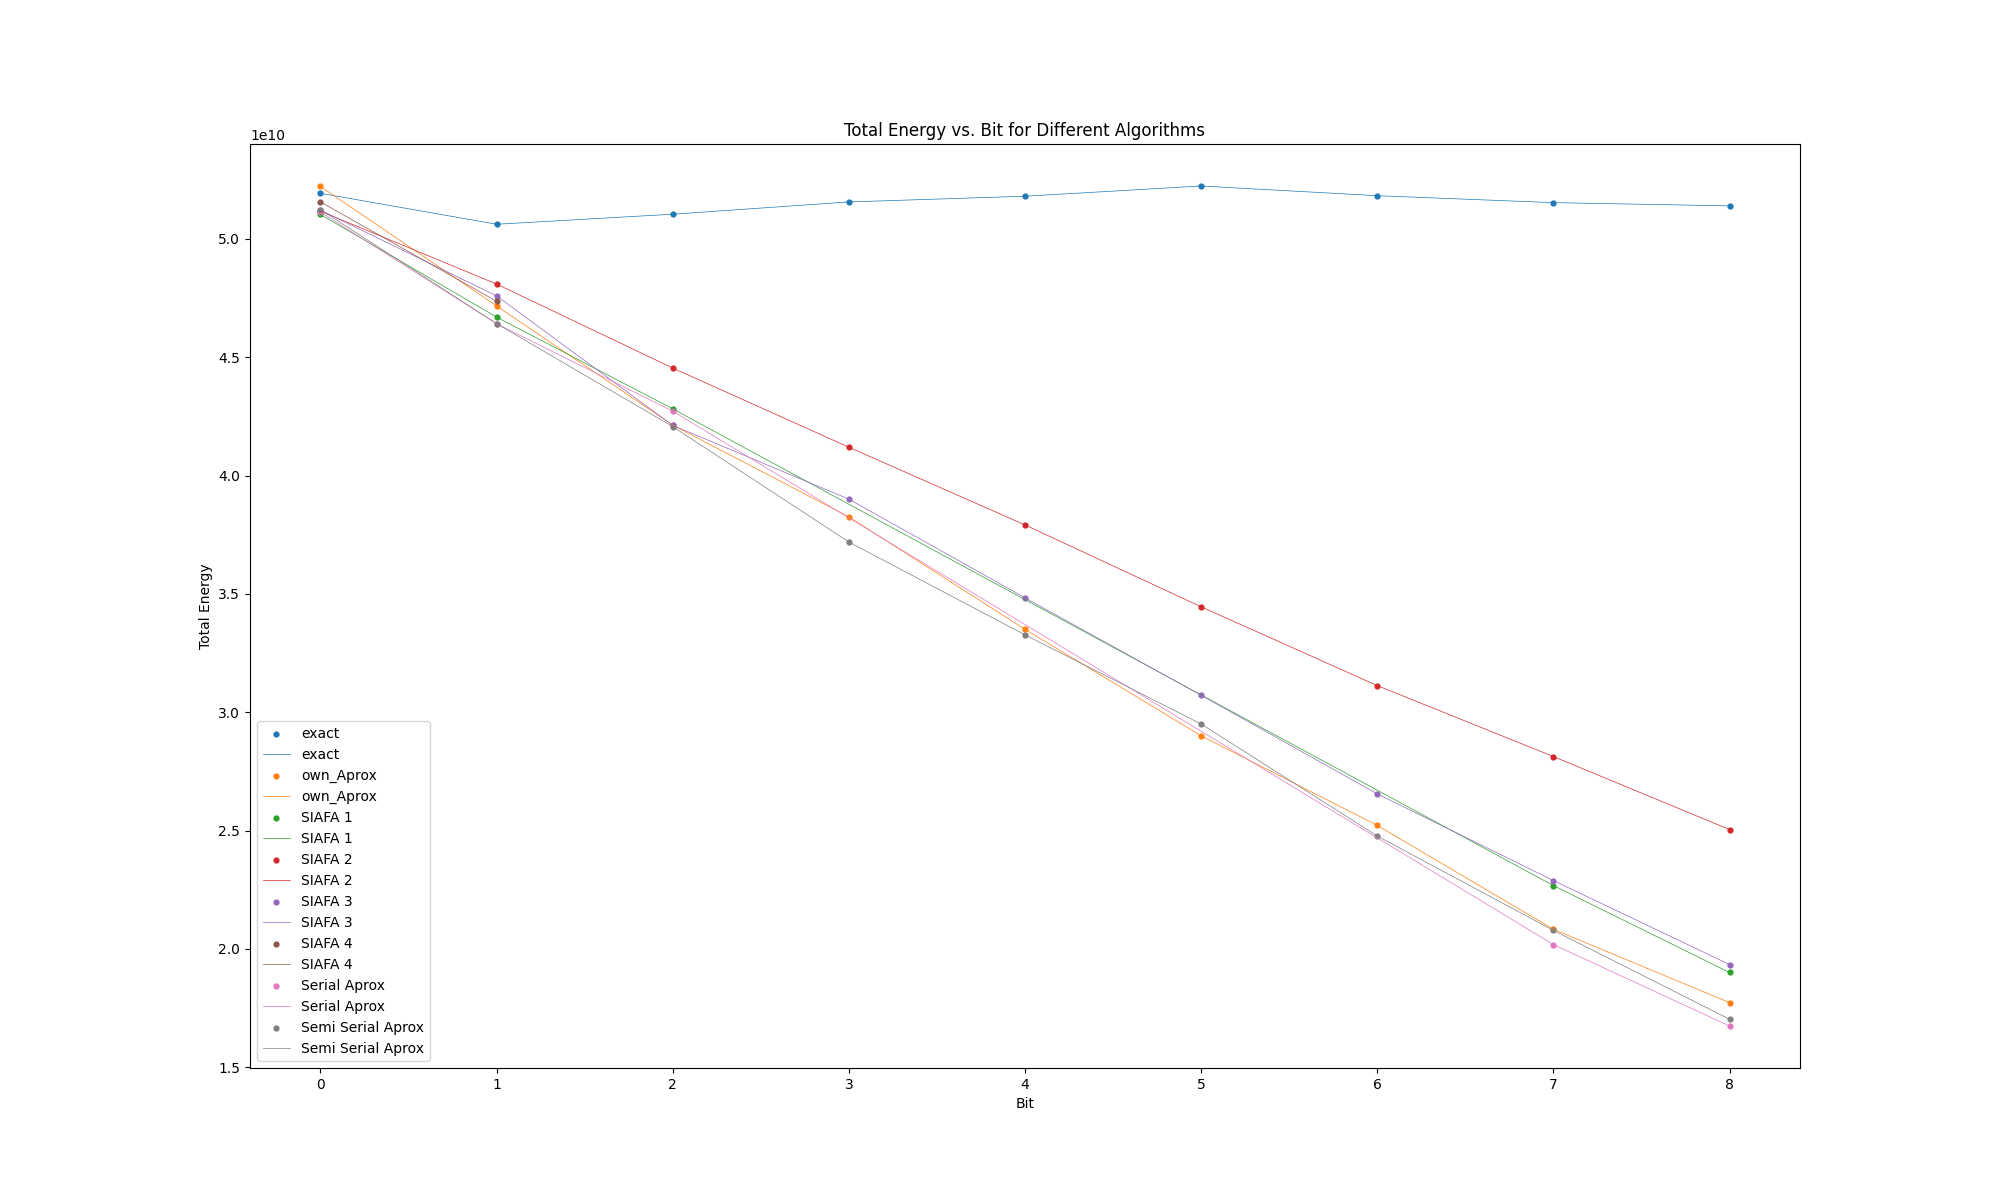 Total Energy vs. Bit for Different Algorithms
1e10
5.0
4.5
4.0
3.5
3.0
2.5
2.0
1.5
Total Energy
exact
exact
own_Aprox
own_Aprox
SIAFA 1
SIAFA 1
SIAFA 2
SIAFA 2
SIAFA 3
SIAFA 3
SIAFA 4
SIAFA 4
Serial Aprox
Serial Aprox
Semi Serial Aprox
Semi Serial Aprox
0 1 2 3 4 5 6 7 8
Bit